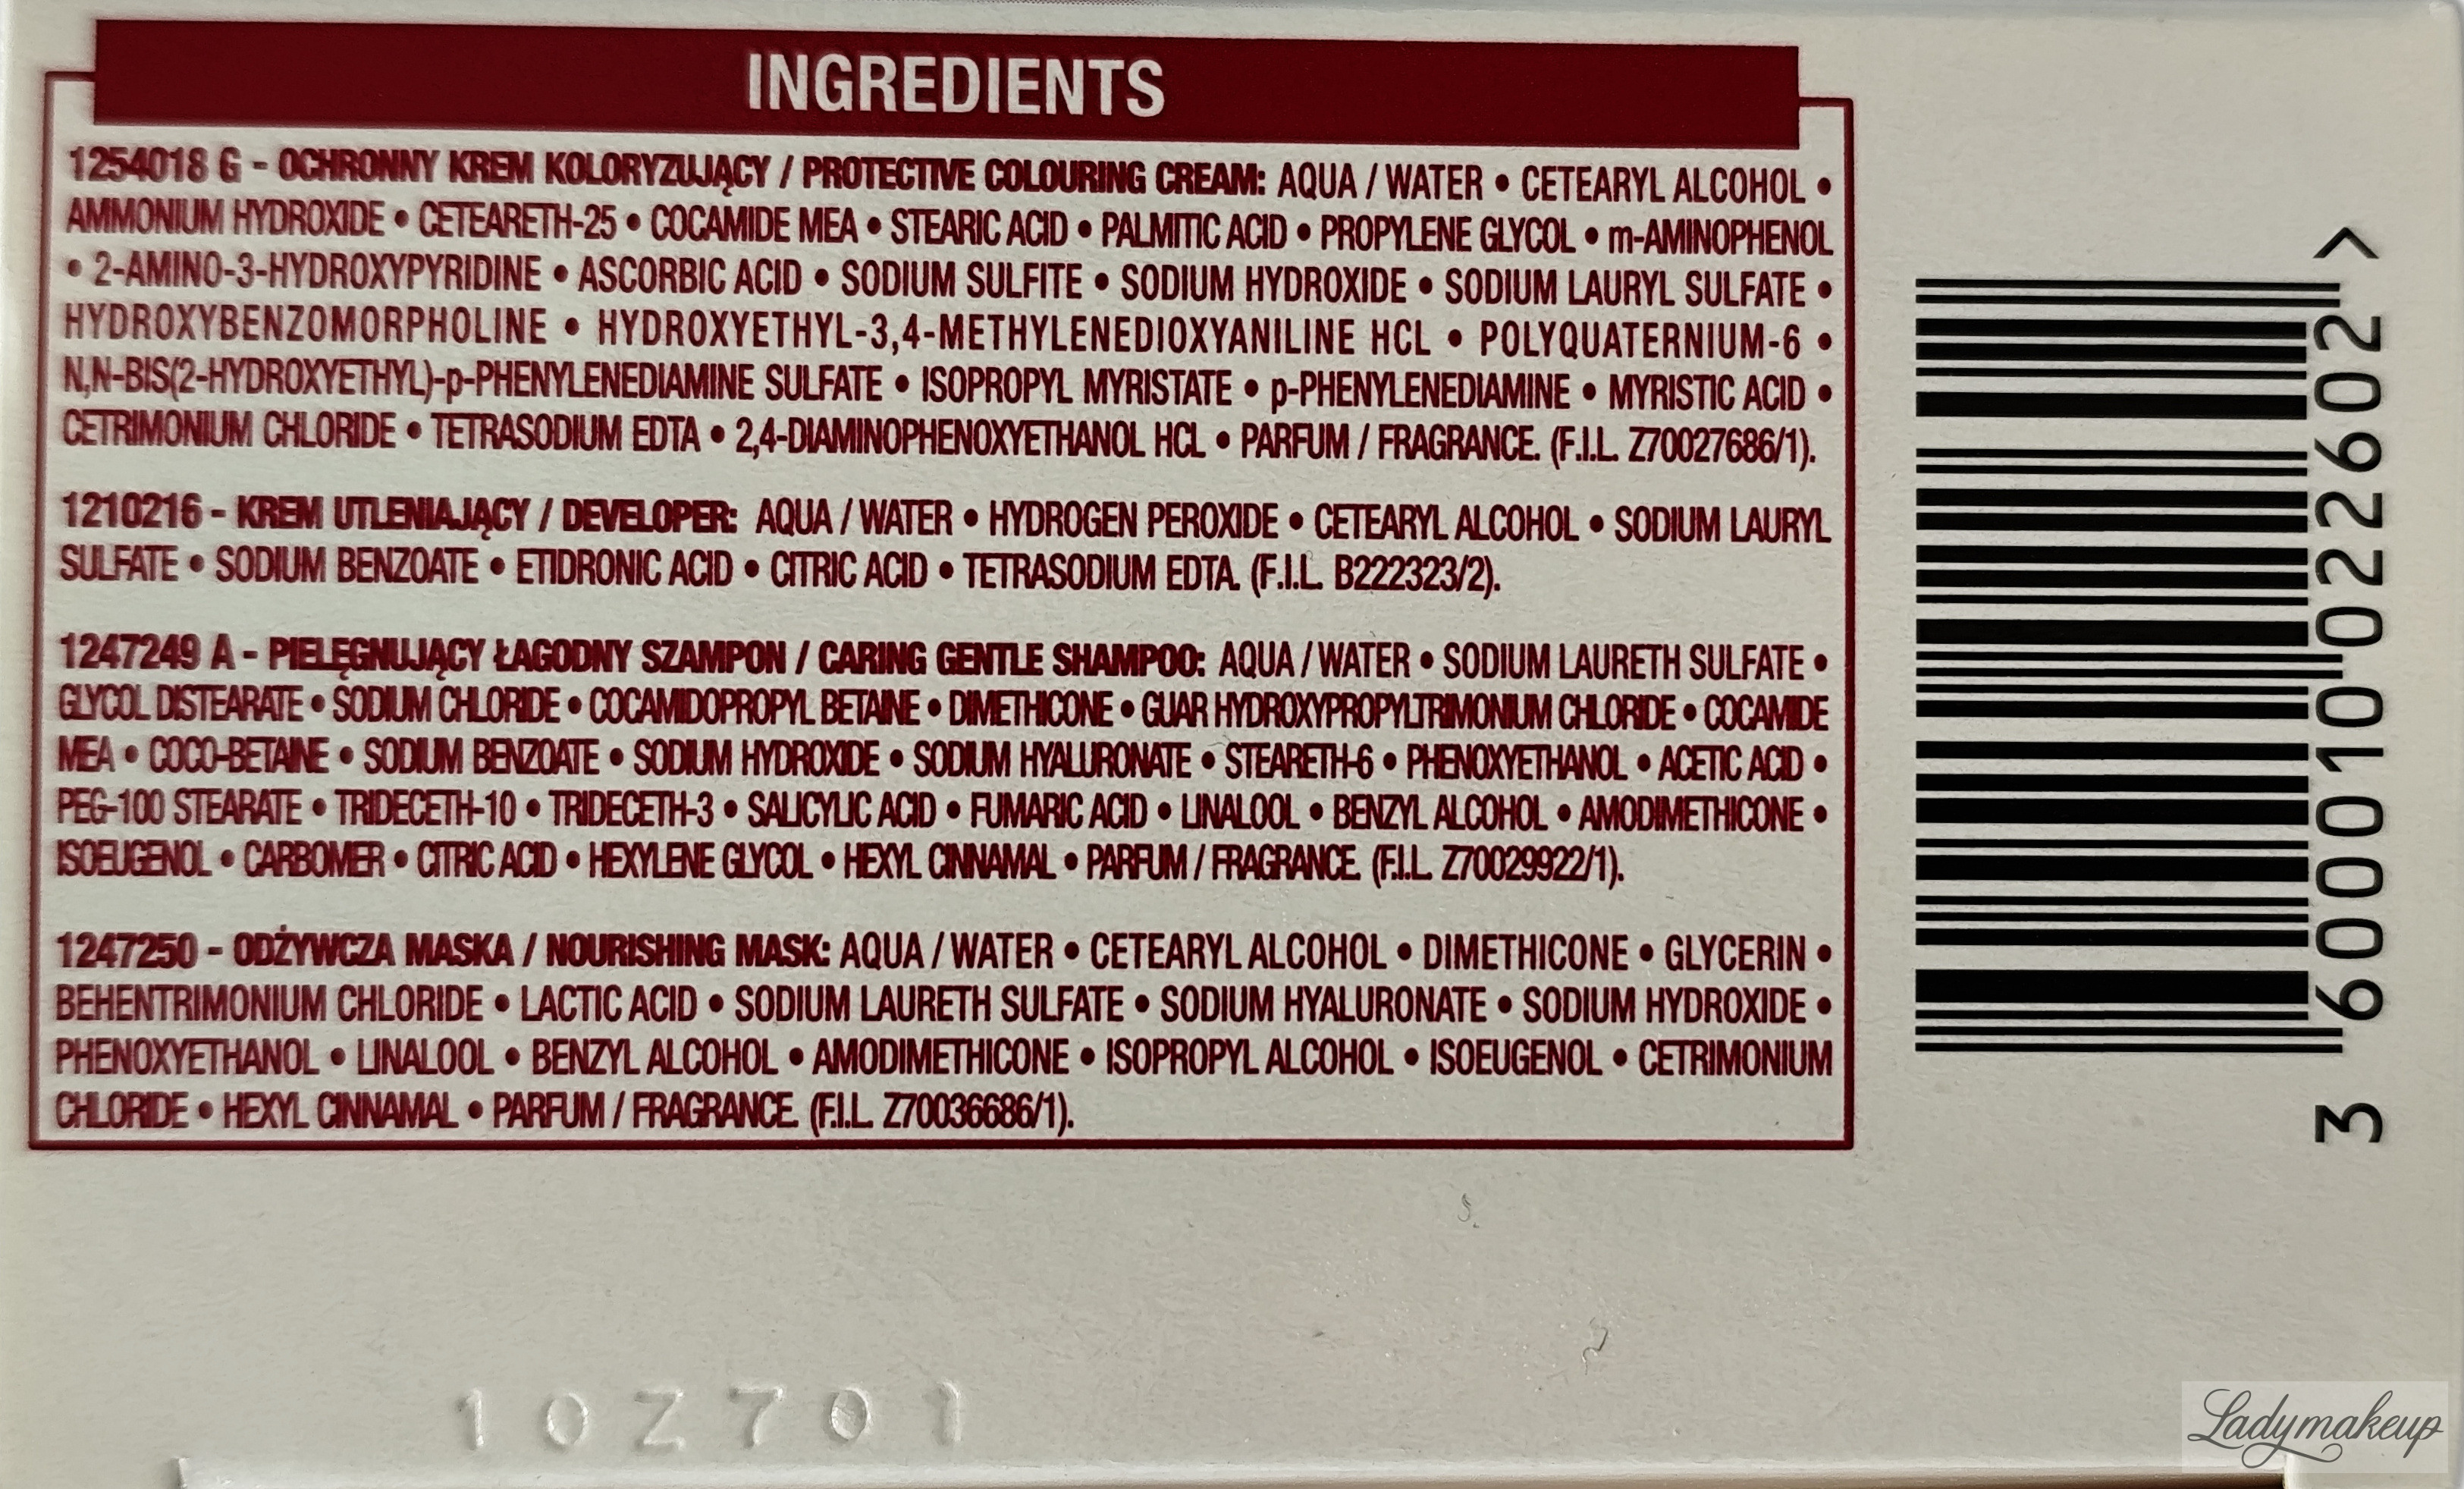 INGREDIENTS
1254018 G - OCHRONNY KREM KOLORYZUJĄCY / PROTECTIVE COLOURING CREAM: AQUA / WATER • CETEARYL ALCOHOL •
AMMONIUM HYDROXIDE • CETEARETH-25 • COCAMIDE MEA • STEARIC ACID • PALMITIC ACID • PROPYLENE GLYCOL • m-AMINOPHENOL
• 2-AMINO-3-HYDROXYPYRIDINE • ASCORBIC ACID • SODIUM SULFITE • SODIUM HYDROXIDE • SODIUM LAURYL SULFATE •
HYDROXYBENZOMORPHOLINE • HYDROXYETHYL-3,4-METHYLENEDIOXYANILINE HCL • POLYQUATERNIUM-6 •
N,N-BIS(2-HYDROXYETHYL)-p-PHENYLENEDIAMINE SULFATE • ISOPROPYL MYRISTATE • p-PHENYLENEDIAMINE • MYRISTIC ACID •
CETRIMONIUM CHLORIDE • TETRASODIUM EDTA • 2,4-DIAMINOPHENOXYETHANOL HCL • PARFUM / FRAGRANCE. (F.I.L. Z70027686/1).
1210216 - KREM UTLENIAJĄCY / DEVELOPER: AQUA / WATER • HYDROGEN PEROXIDE • CETEARYL ALCOHOL • SODIUM LAURYL
SULFATE • SODIUM BENZOATE • ETIDRONIC ACID • CITRIC ACID • TETRASODIUM EDTA. (F.I.L. B222323/2).
1247249 A - PIELĘGNUJĄCY ŁAGODNY SZAMPON / CARING GENTLE SHAMPOO: AQUA / WATER • SODIUM LAURETH SULFATE •
GLYCOL DISTEARATE • SODIUM CHLORIDE • COCAMIDOPROPYL BETAINE • DIMETHICONE • GUAR HYDROXYPROPYLTRIMONIUM CHLORIDE • COCAMIDE
MEA • COCO-BETAINE • SODIUM BENZOATE • SODIUM HYDROXIDE • SODIUM HYALURONATE • STEARETH-6 • PHENOXYETHANOL • ACETIC ACID •
PEG-100 STEARATE • TRIDECETH-10 • TRIDECETH-3 • SALICYLIC ACID • FUMARIC ACID • LINALOOL • BENZYL ALCOHOL • AMODIMETHICONE •
ISOEUGENOL • CARBOMER • CITRIC ACID • HEXYLENE GLYCOL • HEXYL CINNAMAL • PARFUM / FRAGRANCE. (F.I.L. Z70029922/1).
1247250 - ODŻYWCZA MASKA / NOURISHING MASK: AQUA / WATER • CETEARYL ALCOHOL • DIMETHICONE • GLYCERIN •
BEHENTRIMONIUM CHLORIDE • LACTIC ACID • SODIUM LAURETH SULFATE • SODIUM HYALURONATE • SODIUM HYDROXIDE •
PHENOXYETHANOL • LINALOOL • BENZYL ALCOHOL • AMODIMETHICONE • ISOPROPYL ALCOHOL • ISOEUGENOL • CETRIMONIUM
CHLORIDE • HEXYL CINNAMAL • PARFUM / FRAGRANCE. (F.I.L. Z70036686/1).
3 600010 022602 >
10Z701
Ladymakeup